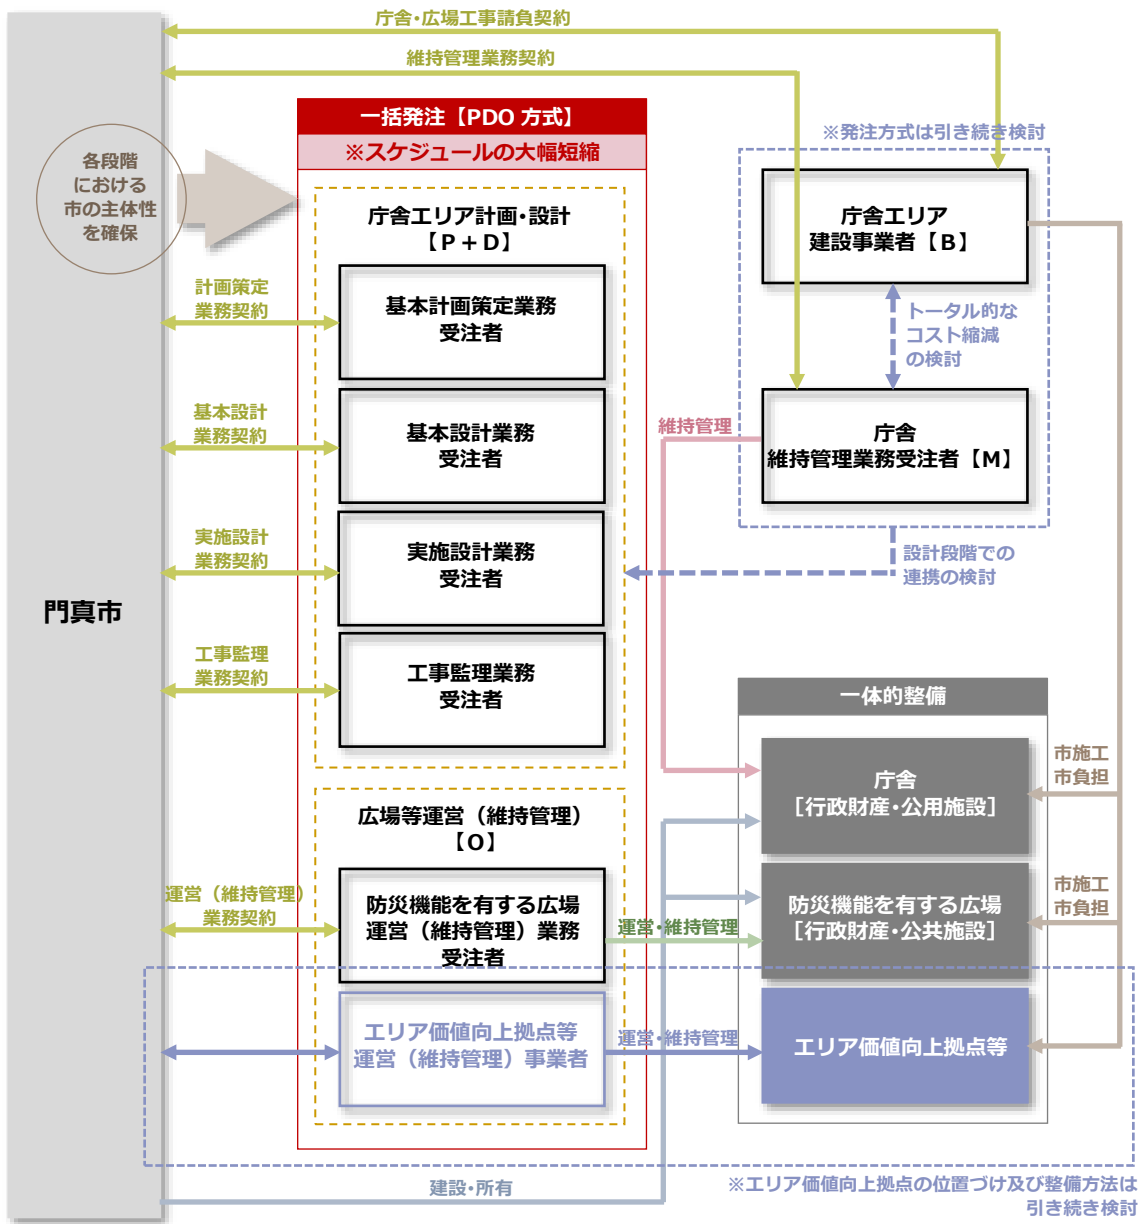 庁舎・広場工事請負契約
維持管理業務契約
一括発注【PDO 方式】
※スケジュールの大幅短縮
※発注方式は引き続き検討
各段階
における
市の主体性
を確保
庁舎エリア計画・設計
【P＋D】
庁舎エリア
建設事業者【B】
計画策定
業務契約
基本計画策定業務
受注者
トータル的な
コスト縮減
の検討
基本設計
業務契約
基本設計業務
受注者
維持管理
庁舎
維持管理業務受注者【M】
実施設計
業務契約
実施設計業務
受注者
設計段階での
連携の検討
門真市
工事監理
業務契約
工事監理業務
受注者
一体的整備
庁舎
［行政財産・公用施設］
市施工
市負担
広場等運営（維持管理）
【O】
運営（維持管理）
業務契約
防災機能を有する広場
運営（維持管理）業務
受注者
運営・維持管理
防災機能を有する広場
［行政財産・公共施設］
市施工
市負担
エリア価値向上拠点等
運営（維持管理）事業者
運営・維持管理
エリア価値向上拠点等
建設・所有
※エリア価値向上拠点の位置づけ及び整備方法は
引き続き検討